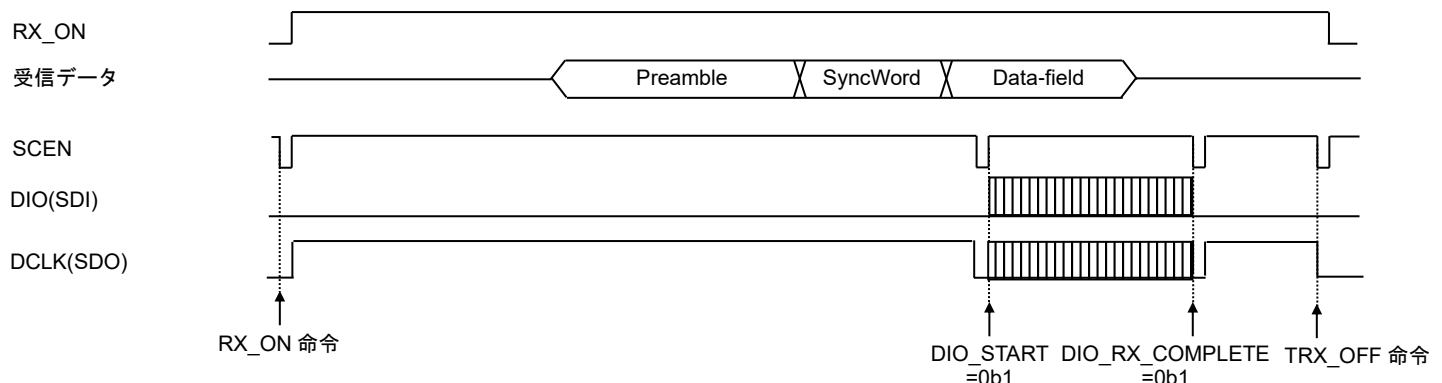 RX_ON
受信データ
Preamble
SyncWord
Data-field
SCEN
DIO(SDI)
DCLK(SDO)
RX_ON 命令
DIO_START
=0b1
DIO_RX_COMPLETE
=0b1
TRX_OFF 命令